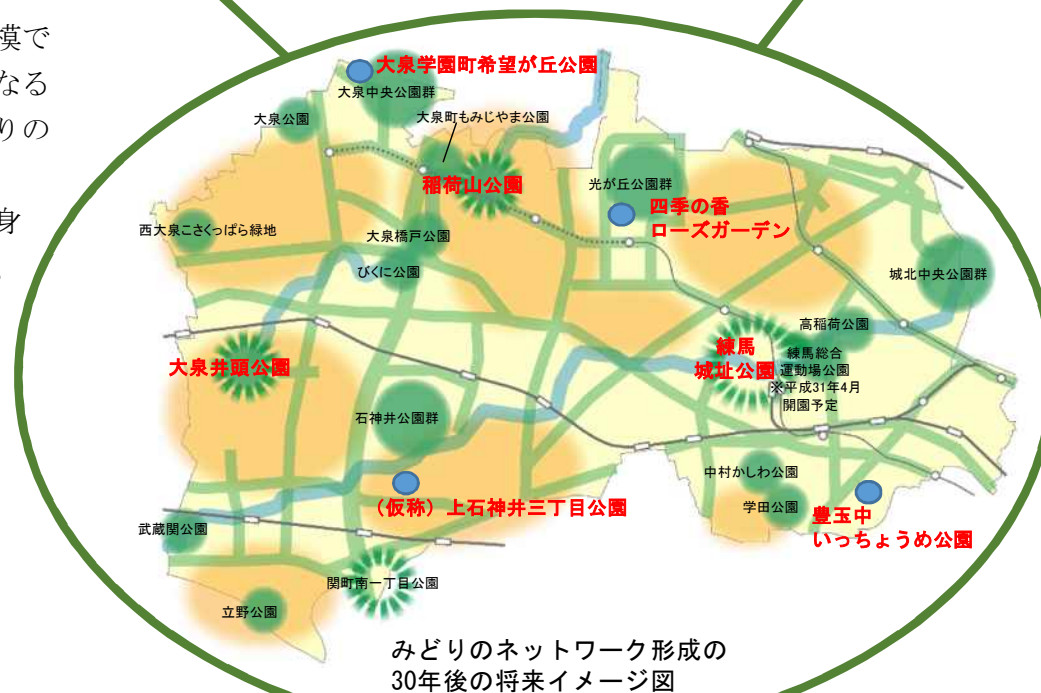 模で
なる
りの
身
大泉学園町希望が丘公園
大泉中央公園群
大泉公園
大泉町もみじやま公園
稲荷山公園
光が丘公園群
四季の香
ローズガーデン
西大泉こさくっぱら緑地
大泉橋戸公園
びくに公園
城北中央公園群
高稲荷公園
練馬
城址公園
練馬総合
運動場公園
※平成31年4月
開園予定
大泉井頭公園
石神井公園群
中村かしわ公園
学田公園
（仮称）上石神井三丁目公園
豊玉中
いっちょうめ公園
武蔵関公園
関町南一丁目公園
立野公園
みどりのネットワーク形成の
30年後の将来イメージ図